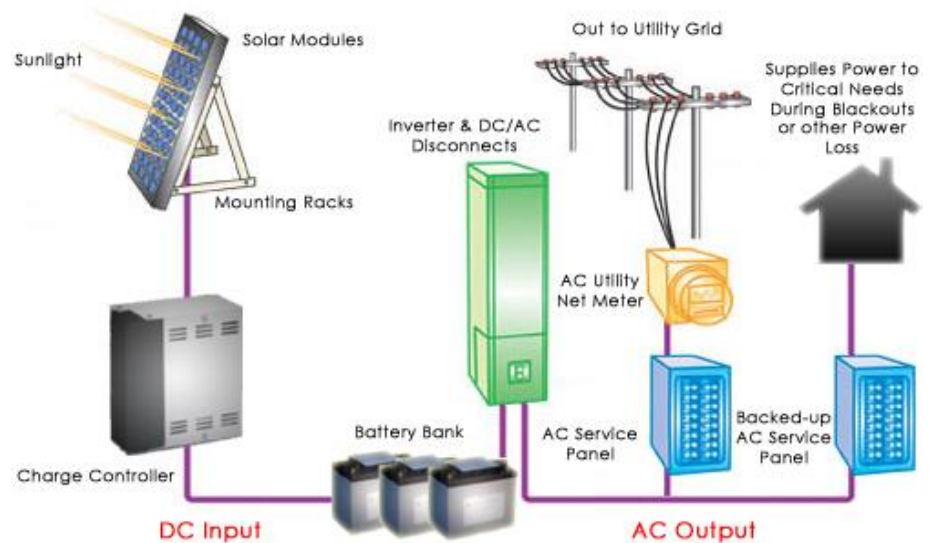 Solar Modules
Sunlight
Mounting Racks
Out to Utility Grid
Inverter & DC/AC
Disconnects
Supplies Power to
Critical Needs
During Blackouts
or other Power
Loss
AC Utility
Net Meter
Charge Controller
Battery Bank
AC Service
Panel
Backed-up
AC Service
Panel
DC Input
AC Output